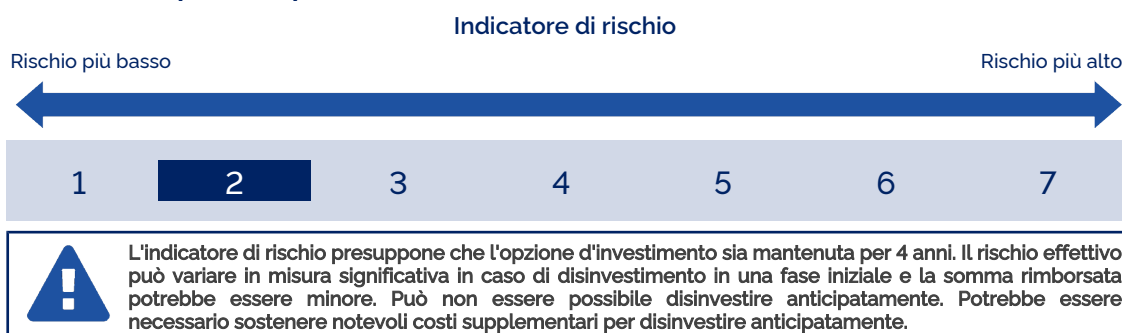 Indicatore di rischio
Rischio più basso
Rischio più alto
1 2 3 4 5 6 7
L'indicatore di rischio presuppone che l'opzione d'investimento sia mantenuta per 4 anni. Il rischio effettivo
può variare in misura significativa in caso di disinvestimento in una fase iniziale e la somma rimborsata
potrebbe essere minore. Può non essere possibile disinvestire anticipatamente. Potrebbe essere
necessario sostenere notevoli costi supplementari per disinvestire anticipatamente.